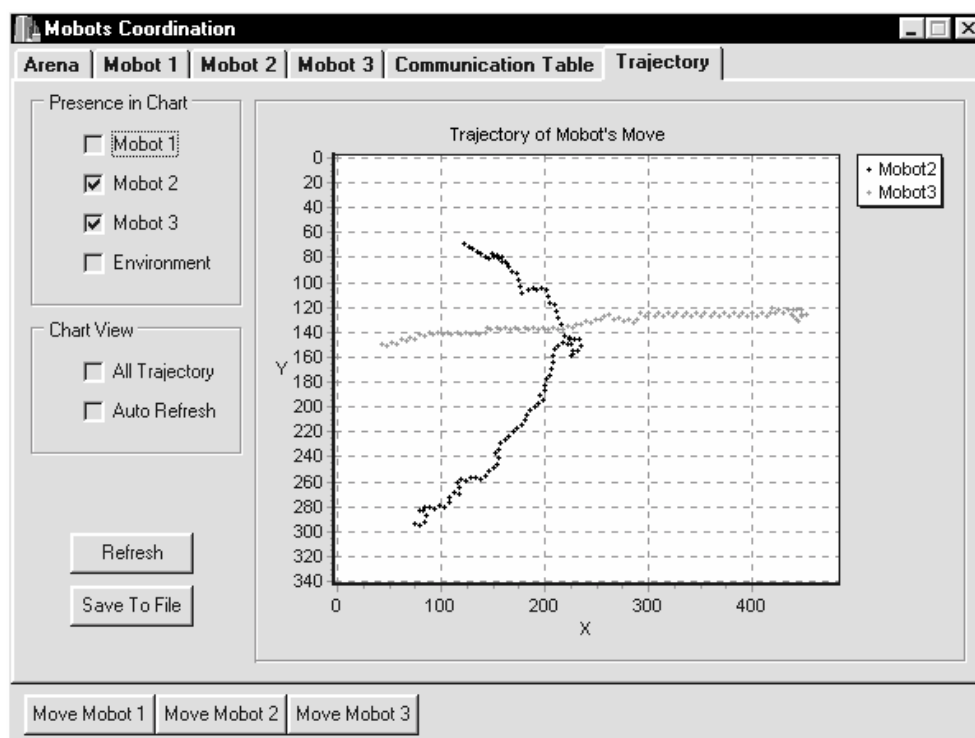 Mobots Coordination
Arena Mobot 1 Mobot 2 Mobot 3 Communication Table Trajectory
Presence in Chart
Mobot 1
Mobot 2
Mobot 3
Environment
Chart View
All Trajectory
Auto Refresh
Refresh
Save To File
Trajectory of Mobot's Move
Mobot2
Mobot3
0
20
40
60
80
100
120
140
160
180
200
220
240
260
280
300
320
340
Y
0 100 200 300 400
X
Move Mobot 1 Move Mobot 2 Move Mobot 3